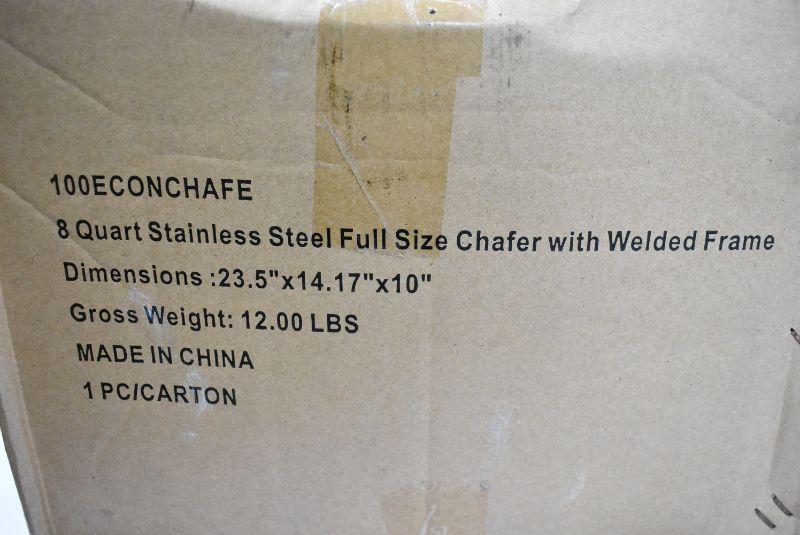 100ECONCHAFE
8 Quart Stainless Steel Full Size Chafer with Welded Frame
Dimensions :23.5"x14.17"x10"
Gross Weight: 12.00 LBS
MADE IN CHINA
1 PC/CARTON